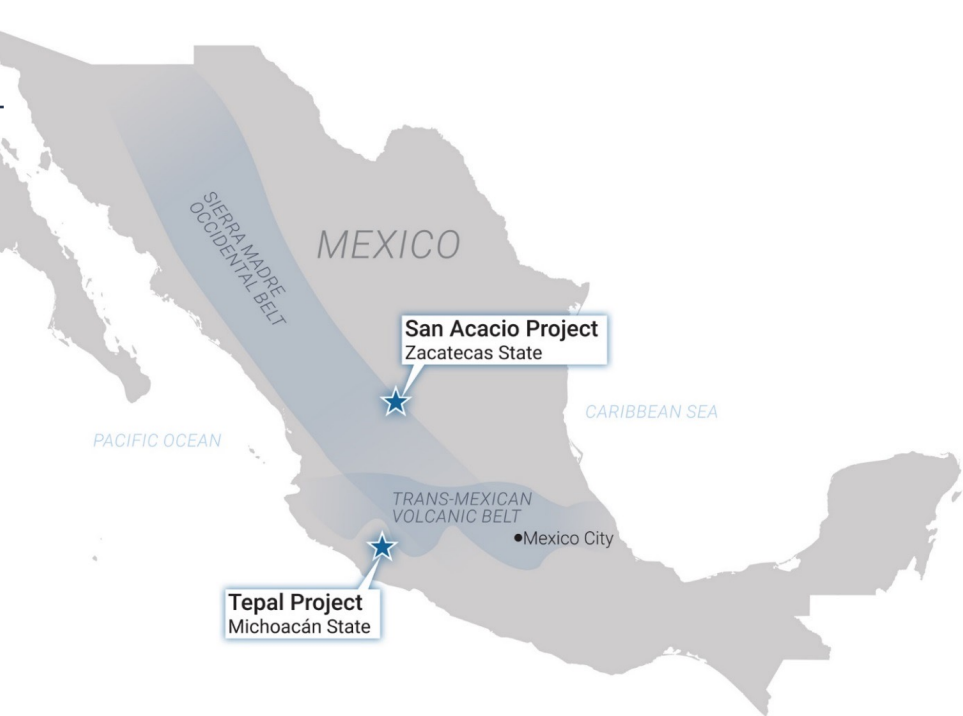 SIERRA MADRE
OCCIDENTAL BELT
MEXICO
San Acacio Project
Zacatecas State
CARIBBEAN SEA
PACIFIC OCEAN
TRANS-MEXICAN
VOLCANIC BELT
Mexico City
Tepal Project
Michoacán State